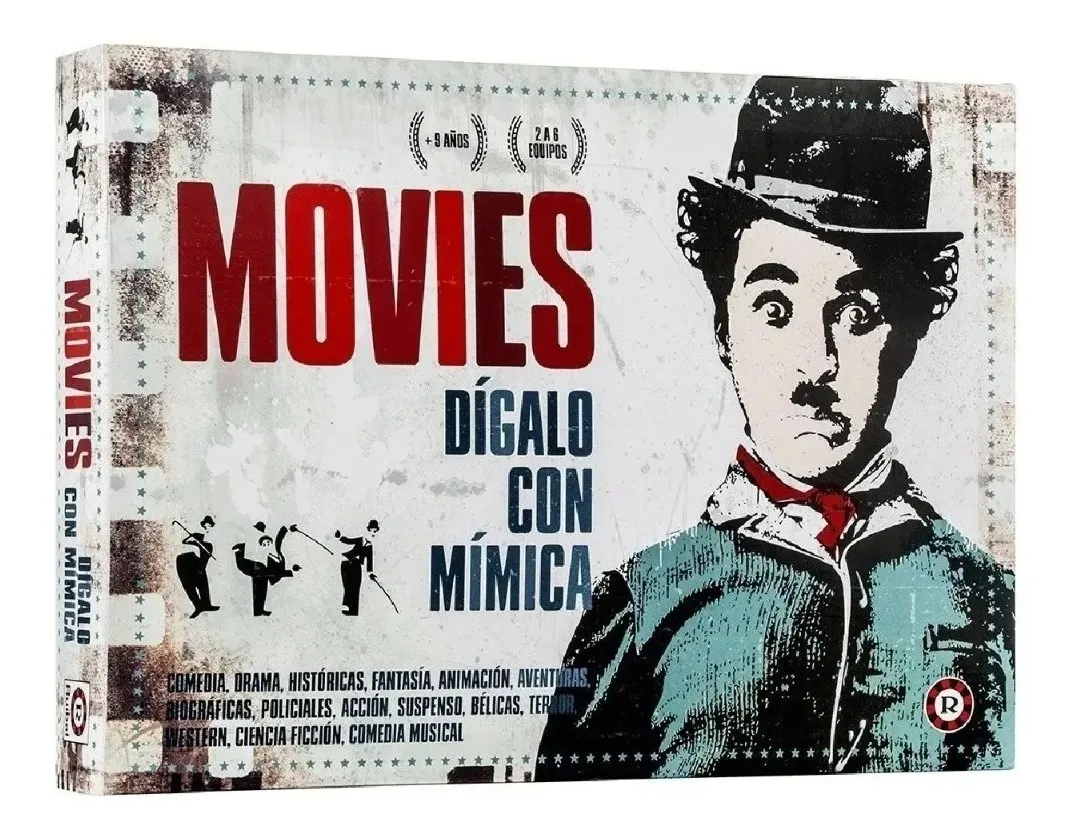 + 9 AÑOS
2 A 6
EQUIPOS
MOVIES
DÍGALO
CON
MÍMICA
COMEDIA, DRAMA, HISTÓRICAS, FANTASÍA, ANIMACIÓN, AVENTURAS,
BIOGRÁFICAS, POLICIALES, ACCIÓN, SUSPENSO, BÉLICAS, TERROR,
WESTERN, CIENCIA FICCIÓN, COMEDIA MUSICAL
R
MOVIES
DÍGALO
CON MÍMICA
R
Ruibal